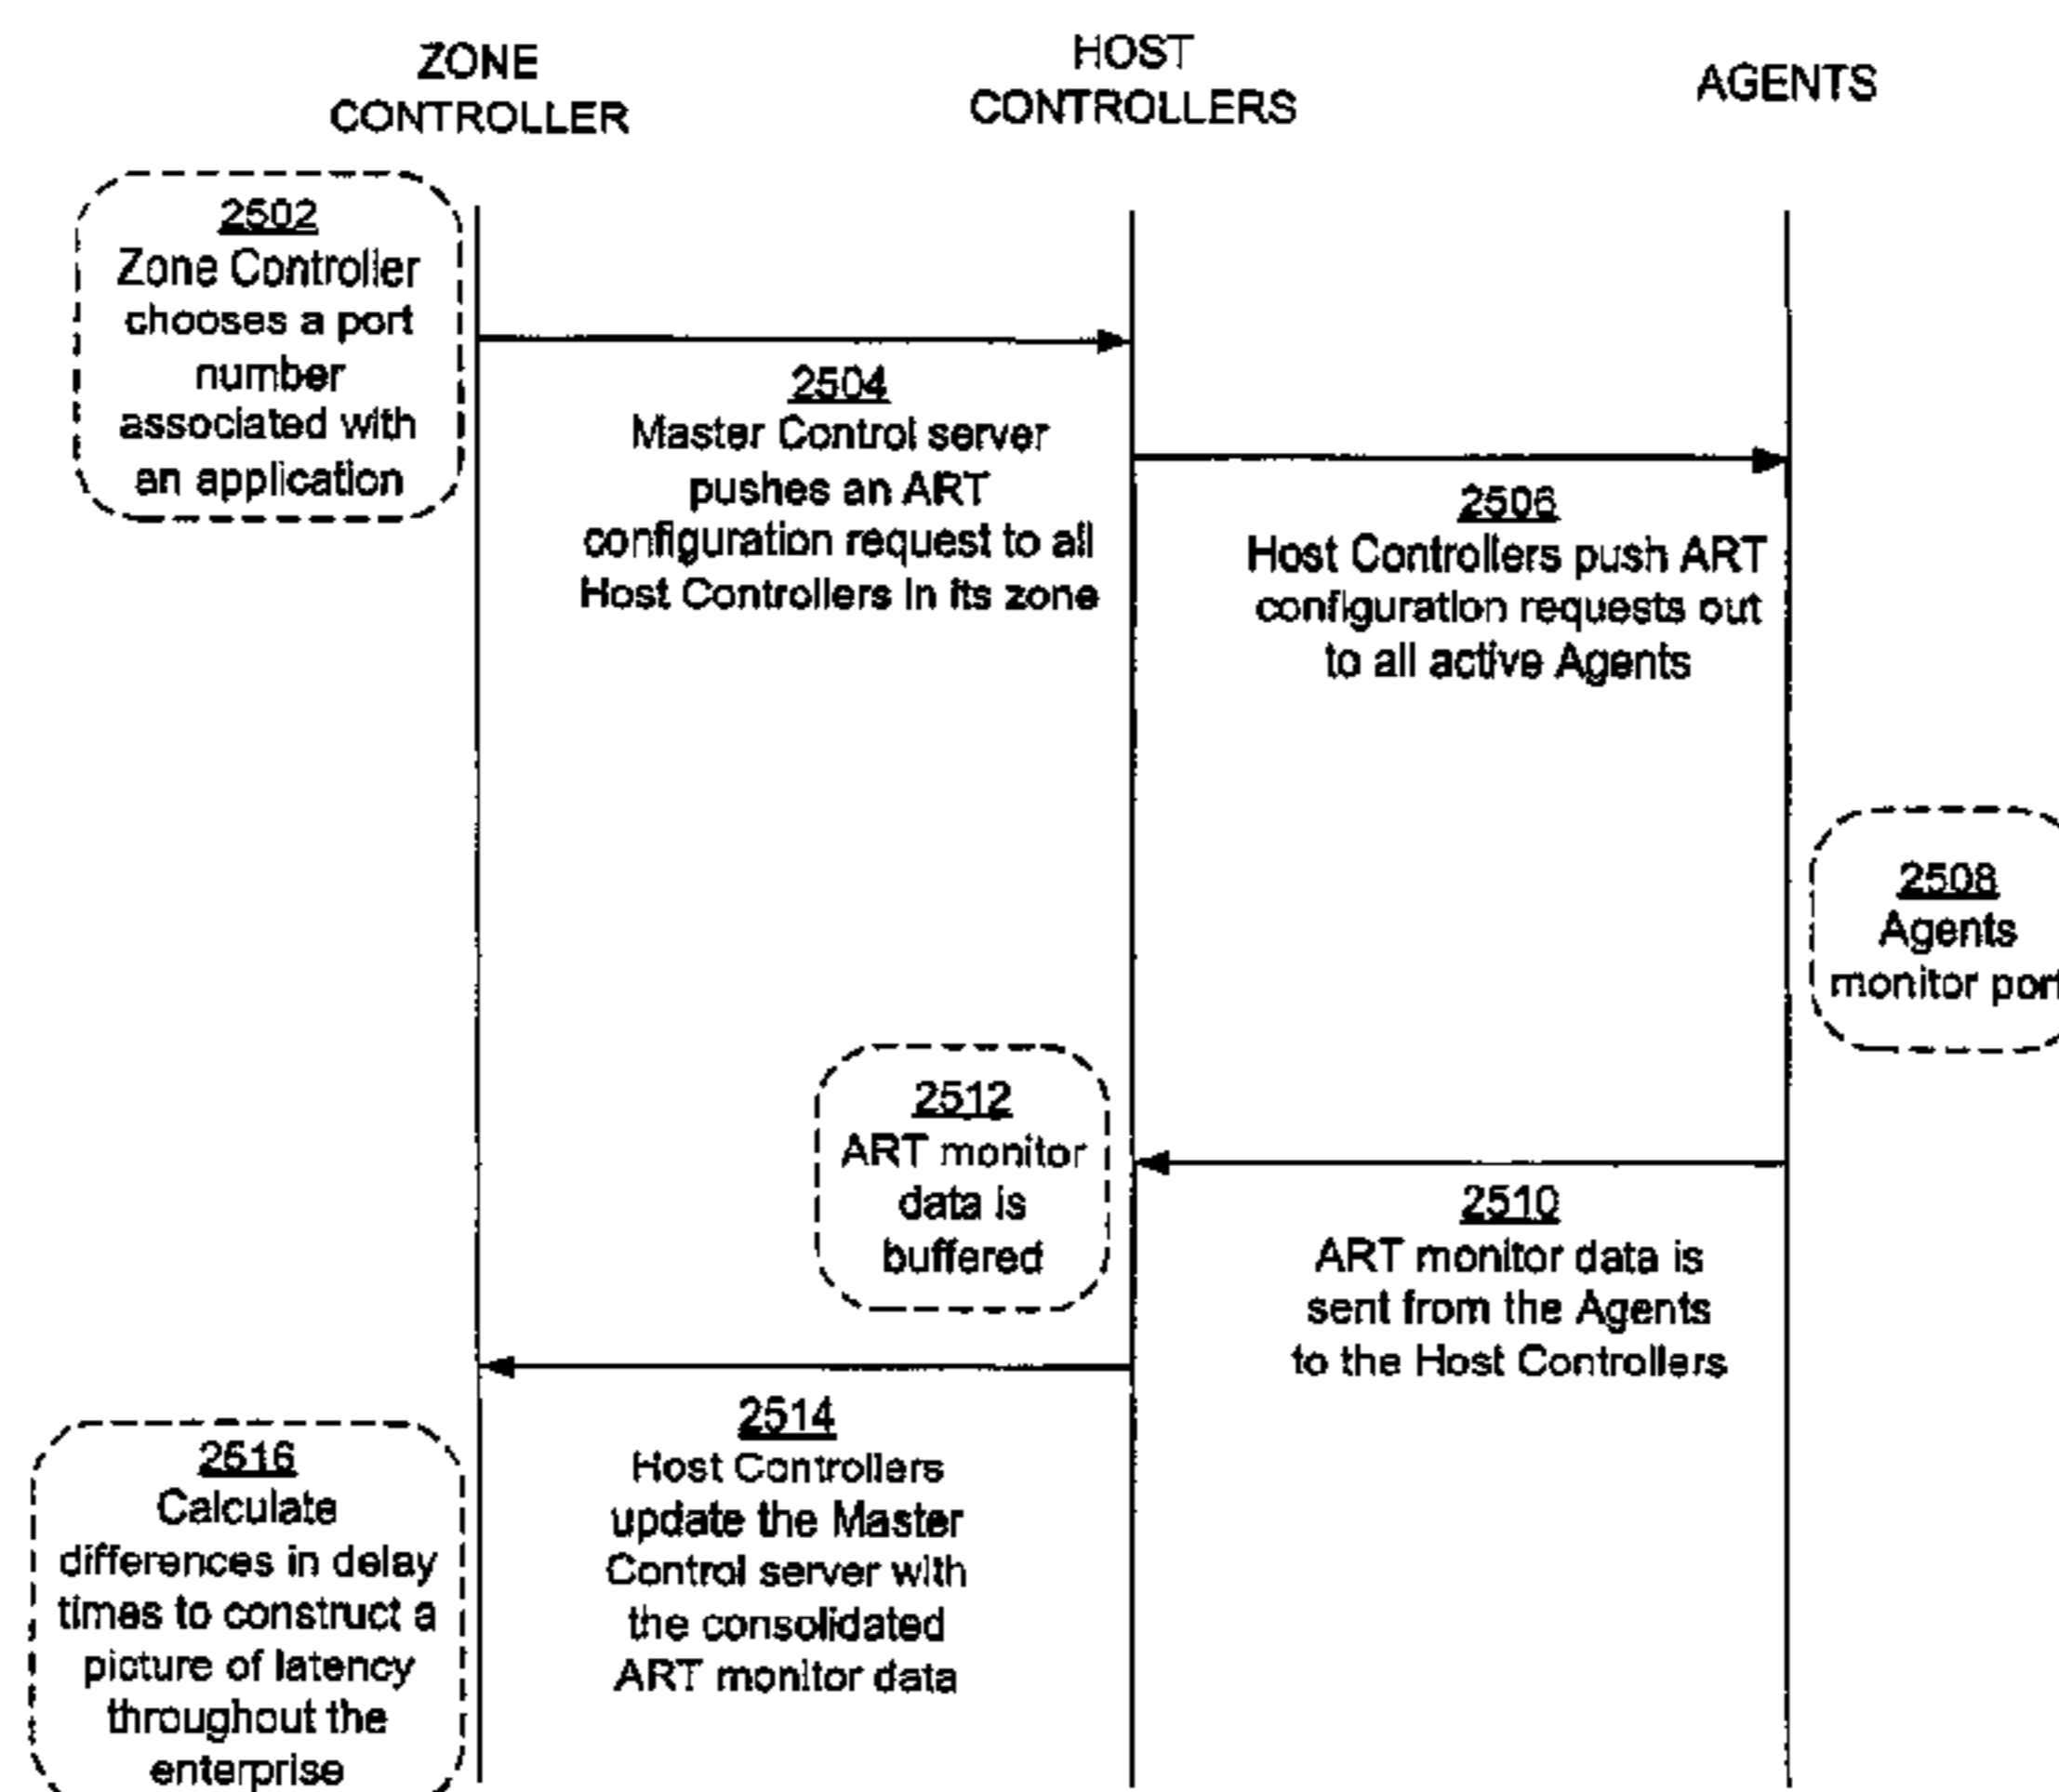 ZONE
CONTROLLER
HOST
CONTROLLERS
AGENTS
2502
Zone Controller
chooses a port
number
associated with
an application
2504
Master Control server
pushes an ART
configuration request to all
Host Controllers in its zone
2506
Host Controllers push ART
configuration requests out
to all active Agents
2508
Agents
monitor port
2510
ART monitor data is
sent from the Agents
to the Host Controllers
2512
ART monitor
data is
buffered
2514
Host Controllers
update the Master
Control server with
the consolidated
ART monitor data
2516
Calculate
differences in delay
times to construct a
picture of latency
throughout the
enterprise